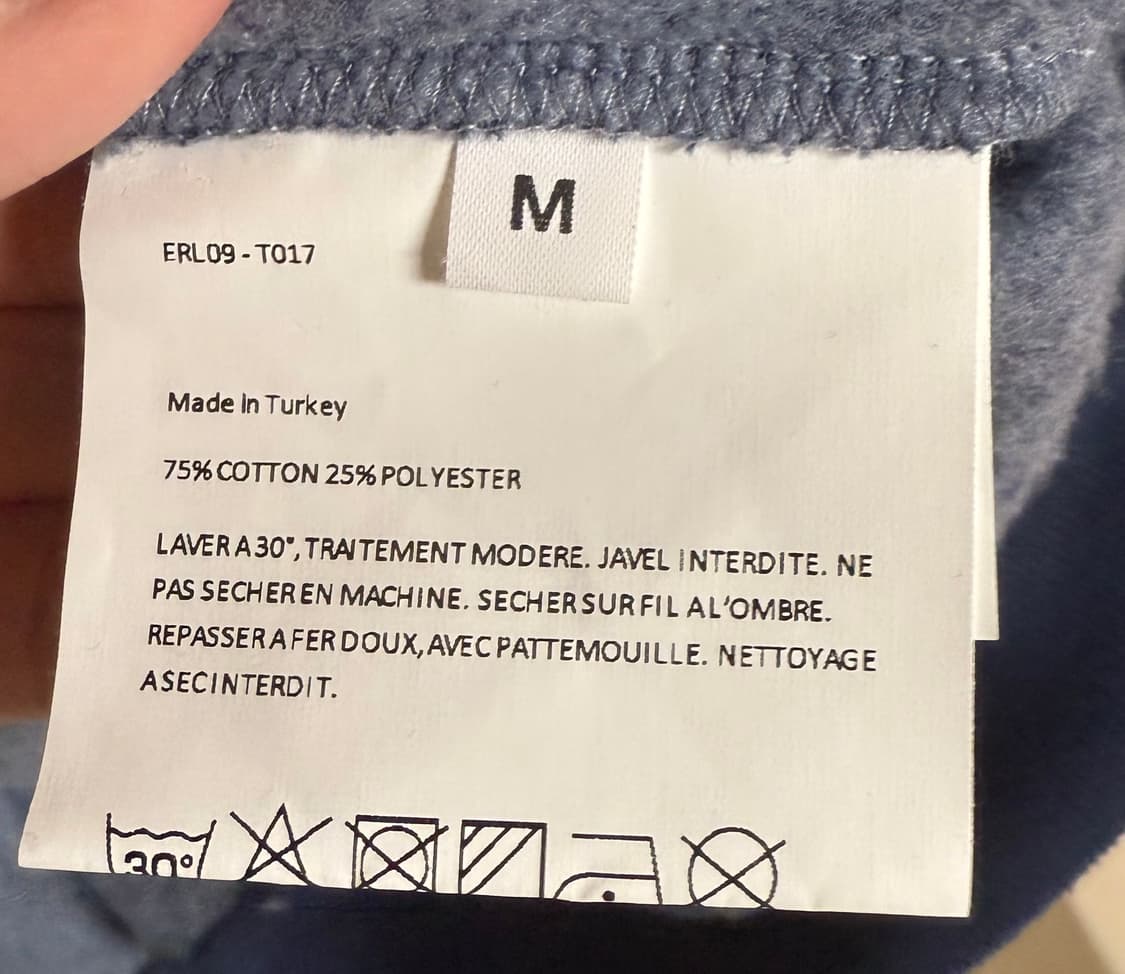 M
ERL09-T017
Made In Turkey
75% COTTON 25% POLYESTER
LAVER A 30°, TRAITEMENT MODERE. JAVEL INTERDITE. NE
PAS SECHER EN MACHINE. SECHER SUR FIL A L'OMBRE.
REPASSER A FER DOUX, AVEC PATTEMOUILLE. NETTOYAGE
A SEC INTERDIT.
30°